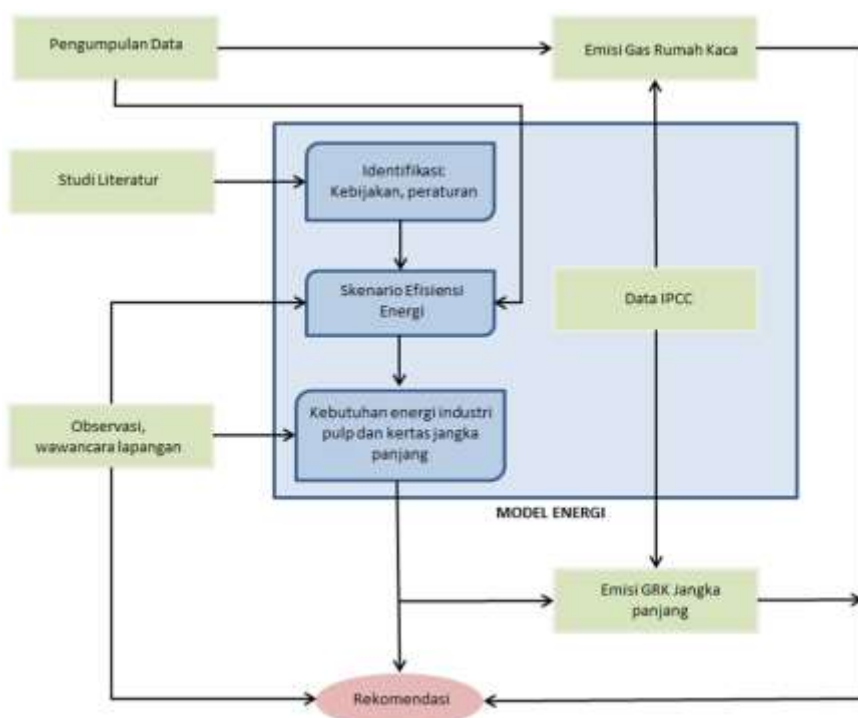 Pengumpulan Data
Emisi Gas Rumah Kaca
Identifikasi:
Kebijakan, peraturan
Studi Literatur
Skenario Efisiensi
Energi
Data IPCC
Kebutuhan energi industri
pulp dan kertas jangka
panjang
Observasi,
wawancara lapangan
MODEL ENERGI
Emisi GRK Jangka
panjang
Rekomendasi